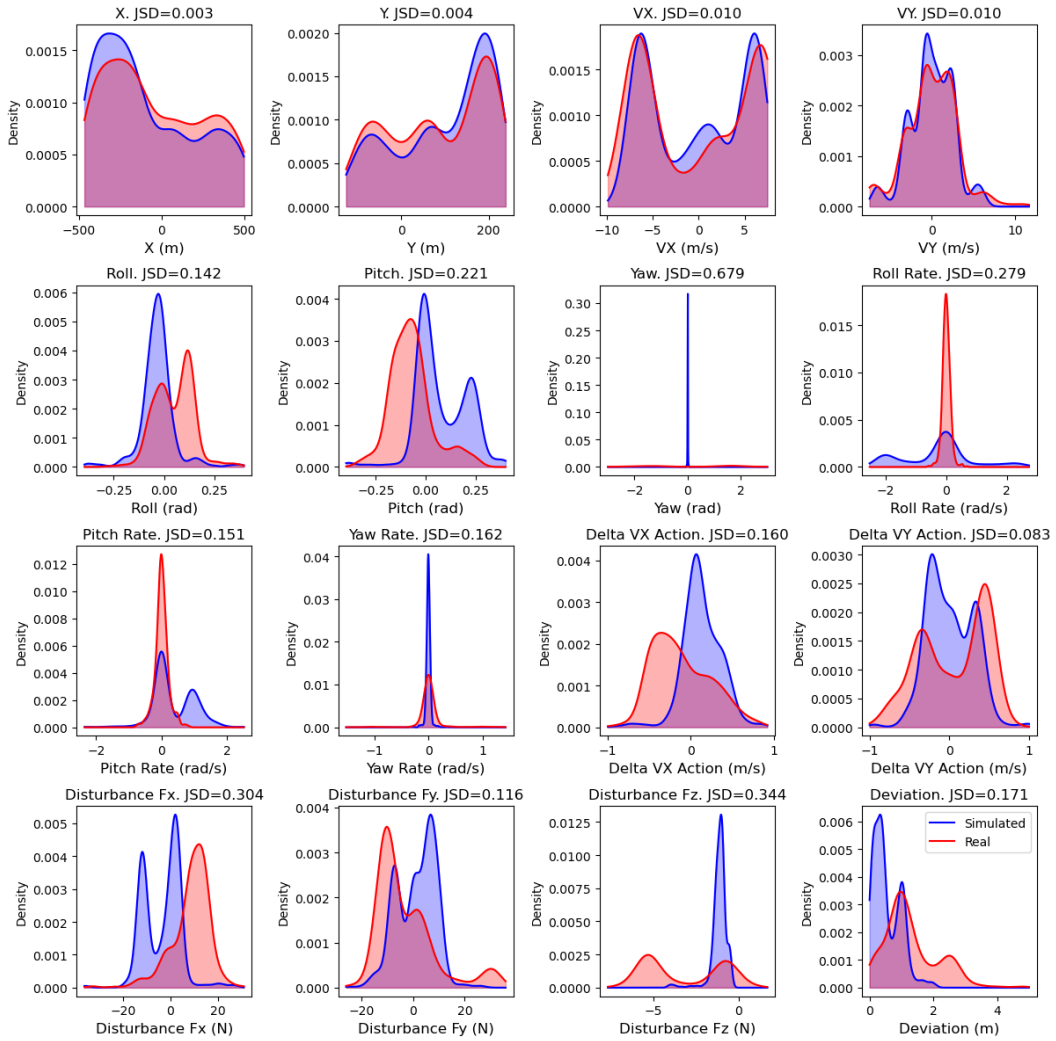 X. JSD=0.003
Y. JSD=0.004
VX. JSD=0.010
VY. JSD=0.010
Density
0.0015
0.0010
0.0005
0.0000
−500
0
500
X (m)
Density
0.0020
0.0015
0.0010
0.0005
0.0000
0
200
Y (m)
Density
0.0015
0.0010
0.0005
0.0000
−10
−5
0
5
VX (m/s)
Density
0.003
0.002
0.001
0.000
0
10
VY (m/s)
Roll. JSD=0.142
Pitch. JSD=0.221
Yaw. JSD=0.679
Roll Rate. JSD=0.279
Density
0.006
0.005
0.004
0.003
0.002
0.001
0.000
−0.25
0.00
0.25
Roll (rad)
Density
0.004
0.003
0.002
0.001
0.000
−0.25
0.00
0.25
Pitch (rad)
Density
0.30
0.25
0.20
0.15
0.10
0.05
0.00
−2
0
2
Yaw (rad)
Density
0.015
0.010
0.005
0.000
−2
0
2
Roll Rate (rad/s)
Pitch Rate. JSD=0.151
Yaw Rate. JSD=0.162
Delta VX Action. JSD=0.160
Delta VY Action. JSD=0.083
Density
0.012
0.010
0.008
0.006
0.004
0.002
0.000
−2
0
2
Pitch Rate (rad/s)
Density
0.04
0.03
0.02
0.01
0.00
−1
0
1
Yaw Rate (rad/s)
Density
0.004
0.003
0.002
0.001
0.000
−1
0
1
Delta VX Action (m/s)
Density
0.0030
0.0025
0.0020
0.0015
0.0010
0.0005
0.0000
−1
0
1
Delta VY Action (m/s)
Disturbance Fx. JSD=0.304
Disturbance Fy. JSD=0.116
Disturbance Fz. JSD=0.344
Deviation. JSD=0.171
Density
0.005
0.004
0.003
0.002
0.001
0.000
−20
0
20
Disturbance Fx (N)
Density
0.004
0.003
0.002
0.001
0.000
−20
0
20
Disturbance Fy (N)
Density
0.0125
0.0100
0.0075
0.0050
0.0025
0.0000
−5
0
Disturbance Fz (N)
Density
0.006
0.005
0.004
0.003
0.002
0.001
0.000
0
2
4
Deviation (m)
Simulated
Real